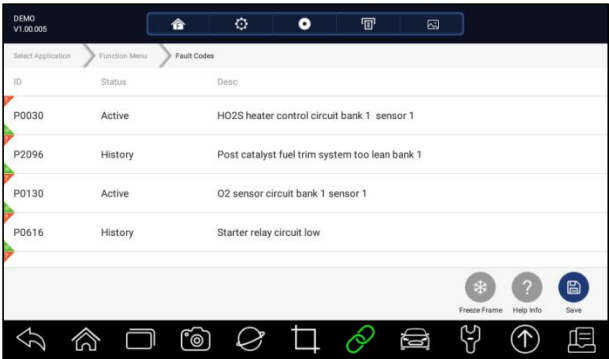 DEMO
V1.00.005
Select Application Function Menu Fault Codes
ID Status Desc
P0030 Active HO2S heater control circuit bank 1 sensor 1
P2096 History Post catalyst fuel trim system too lean bank 1
P0130 Active O2 sensor circuit bank 1 sensor 1
P0616 History Starter relay circuit low
Freeze Frame Help Info Save